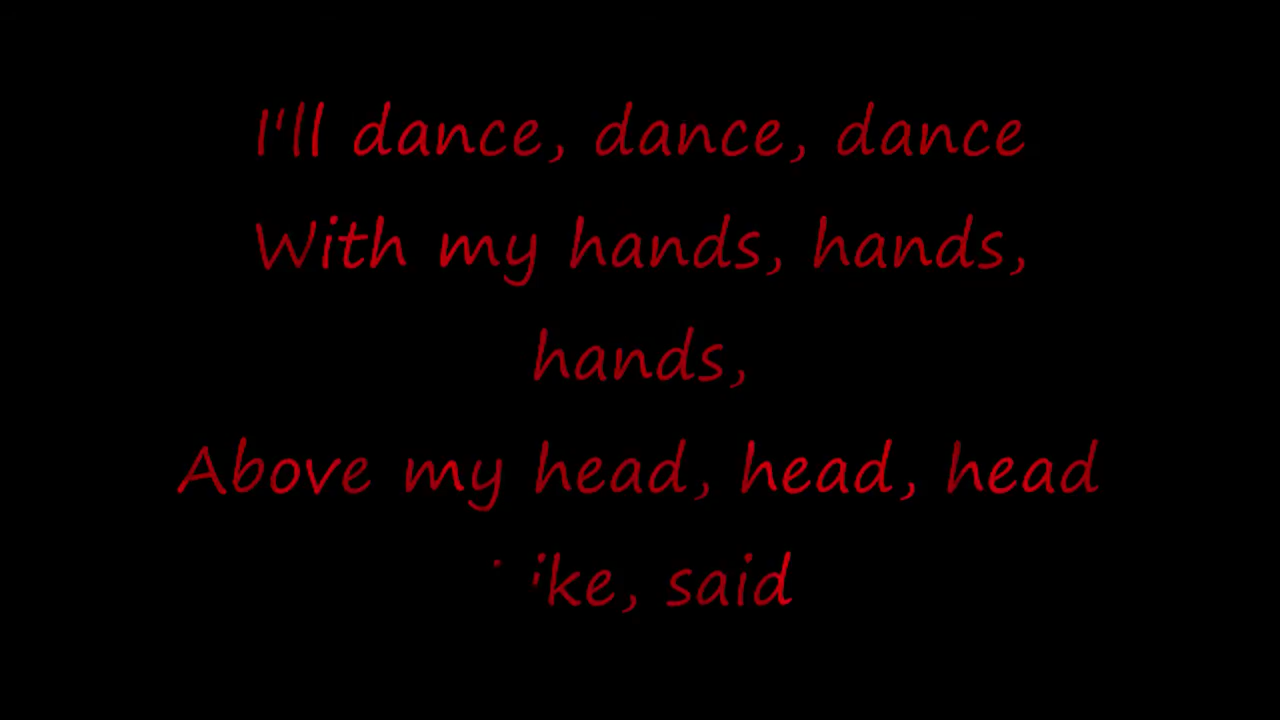 I'll dance, dance, dance
With my hands, hands,
hands,
Above my head, head, head
said